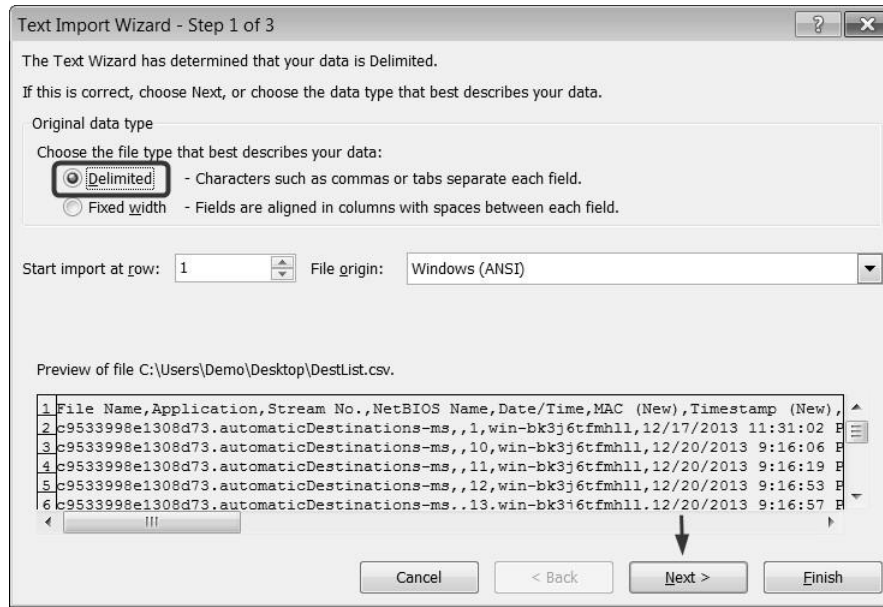 Text Import Wizard - Step 1 of 3
The Text Wizard has determined that your data is Delimited.
If this is correct, choose Next, or choose the data type that best describes your data.
Original data type
Choose the file type that best describes your data:
Delimited - Characters such as commas or tabs separate each field.
Fixed width - Fields are aligned in columns with spaces between each field.
Start import at row: 1 File origin: Windows (ANSI)
Preview of file C:\Users\Demo\Desktop\DestList.csv.
1 File Name,Application,Stream No.,NetBIOS Name,Date/Time,MAC (New),Timestamp (New),
2 c9533998e1308d73.automaticDestinations-ms,,1,win-bk3j6tfmhll,12/17/2013 11:31:02 P
3 c9533998e1308d73.automaticDestinations-ms,,10,win-bk3j6tfmhll,12/20/2013 9:16:06 P
4 c9533998e1308d73.automaticDestinations-ms,,11,win-bk3j6tfmhll,12/20/2013 9:16:19 P
5 c9533998e1308d73.automaticDestinations-ms,,12,win-bk3j6tfmhll,12/20/2013 9:16:53 P
6 c9533998e1308d73.automaticDestinations-ms,,13,win-bk3j6tfmhll,12/20/2013 9:16:57 P
Cancel < Back Next > Finish